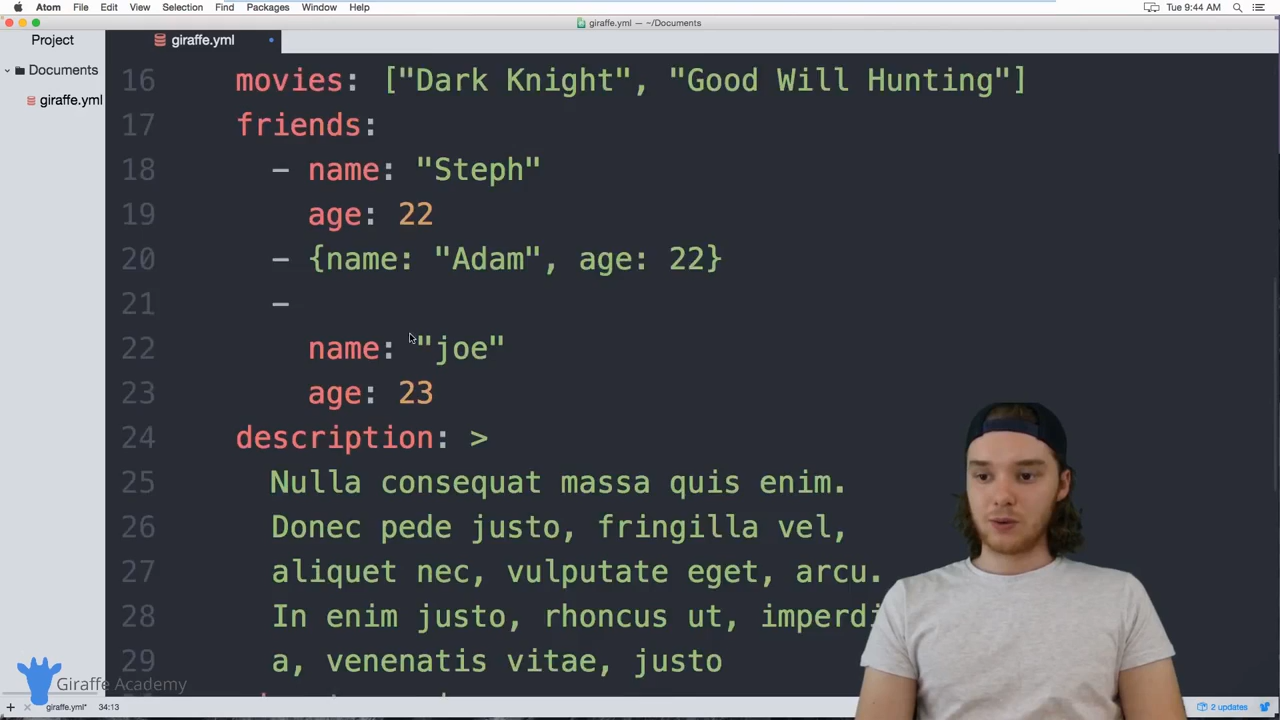 Atom File Edit View Selection Find Packages Window Help
Tue 9:44 AM
giraffe.yml — ~/Documents
Project
giraffe.yml
Documents
giraffe.yml
16 movies: ["Dark Knight", "Good Will Hunting"]
17 friends:
18 - name: "Steph"
19 age: 22
20 - {name: "Adam", age: 22}
21 -
22 name: "joe"
23 age: 23
24 description: >
25 Nulla consequat massa quis enim.
26 Donec pede justo, fringilla vel,
27 aliquet nec, vulputate eget, arcu.
28 In enim justo, rhoncus ut, imperdi
29 a, venenatis vitae, justo
Giraffe Academy
giraffe.yml* 34:13
2 updates